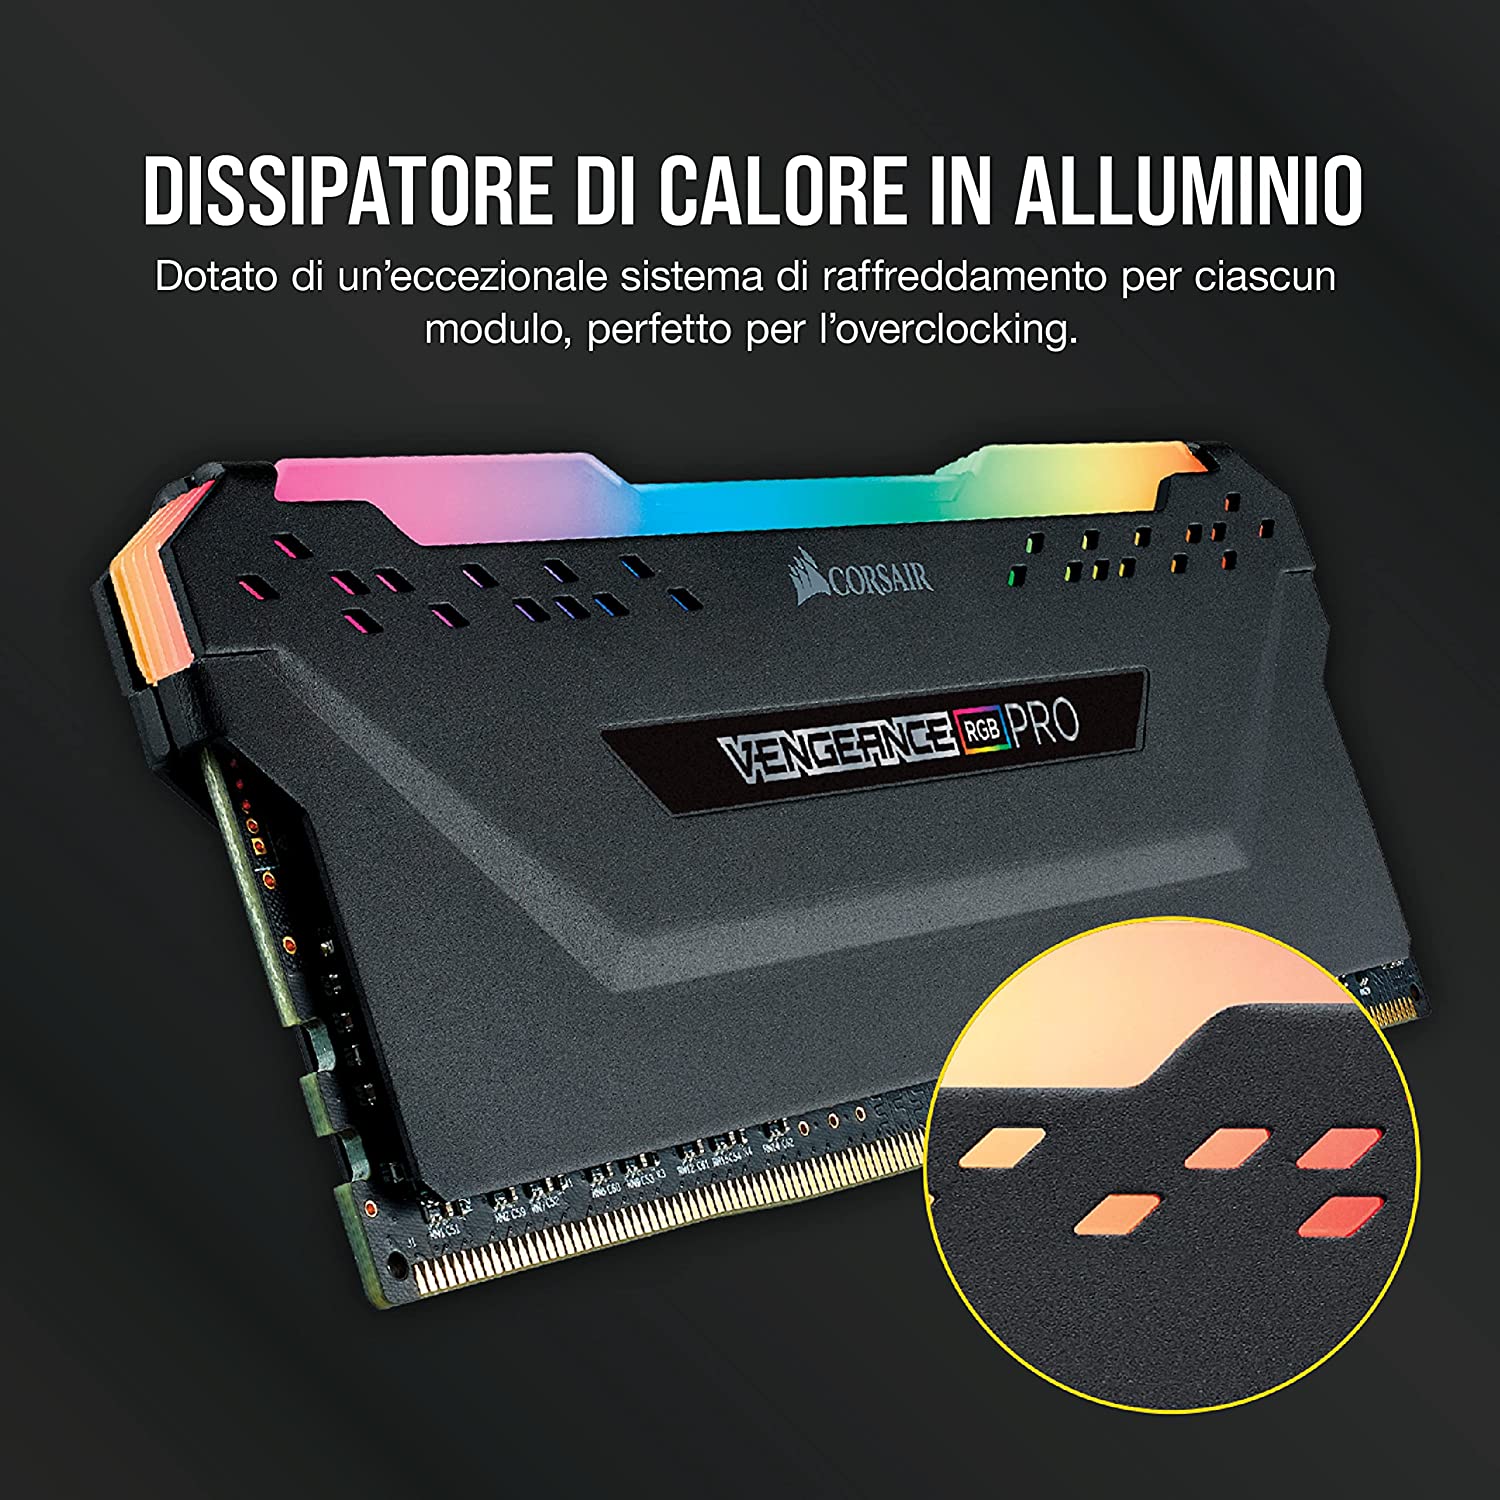 DISSIPATORE DI CALORE IN ALLUMINIO
Dotato di un’eccezionale sistema di raffreddamento per ciascun
modulo, perfetto per l’overclocking.
CORSAIR
VENGEANCE RGB PRO